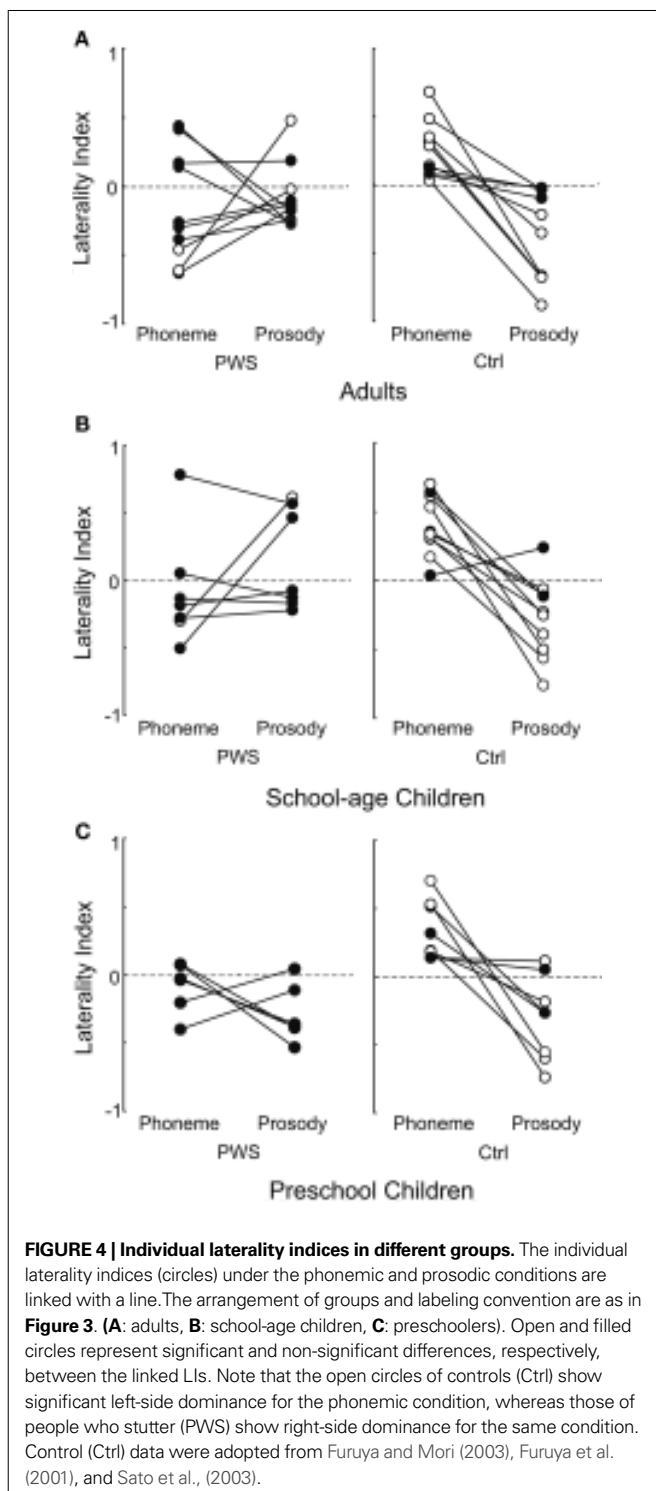 A
1
0
-1
Laterality Index
Phoneme Prosody Phoneme Prosody
PWS Ctrl
Adults
B
1
0
-1
Laterality Index
Phoneme Prosody Phoneme Prosody
PWS Ctrl
School-age Children
C
1
0
-1
Laterality Index
Phoneme Prosody Phoneme Prosody
PWS Ctrl
Preschool Children
FIGURE 4 | Individual laterality indices in different groups. The individual
laterality indices (circles) under the phonemic and prosodic conditions are
linked with a line.The arrangement of groups and labeling convention are as in
Figure 3. (A: adults, B: school-age children, C: preschoolers). Open and filled
circles represent significant and non-significant differences, respectively,
between the linked LIs. Note that the open circles of controls (Ctrl) show
significant left-side dominance for the phonemic condition, whereas those of
people who stutter (PWS) show right-side dominance for the same condition.
Control (Ctrl) data were adopted from Furuya and Mori (2003), Furuya et al.
(2001), and Sato et al., (2003).